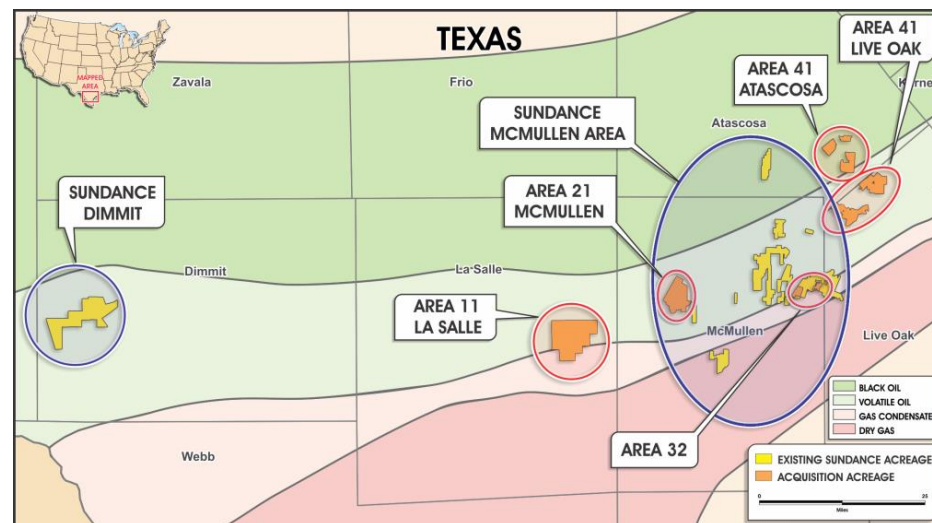 TEXAS
MAPPED
AREA
Zavala
Frio
Atascosa
AREA 41
LIVE OAK
AREA 41
ATASCOSA
SUNDANCE
MCMULLEN AREA
AREA 21
MCMULLEN
SUNDANCE
DIMMIT
Dimmit
La Salle
AREA 11
LA SALLE
McMullen
Live Oak
Webb
AREA 32
BLACK OIL
VOLATILE OIL
GAS CONDENSATE
DRY GAS
EXISTING SUNDANCE ACREAGE
ACQUISITION ACREAGE
0 25
Miles